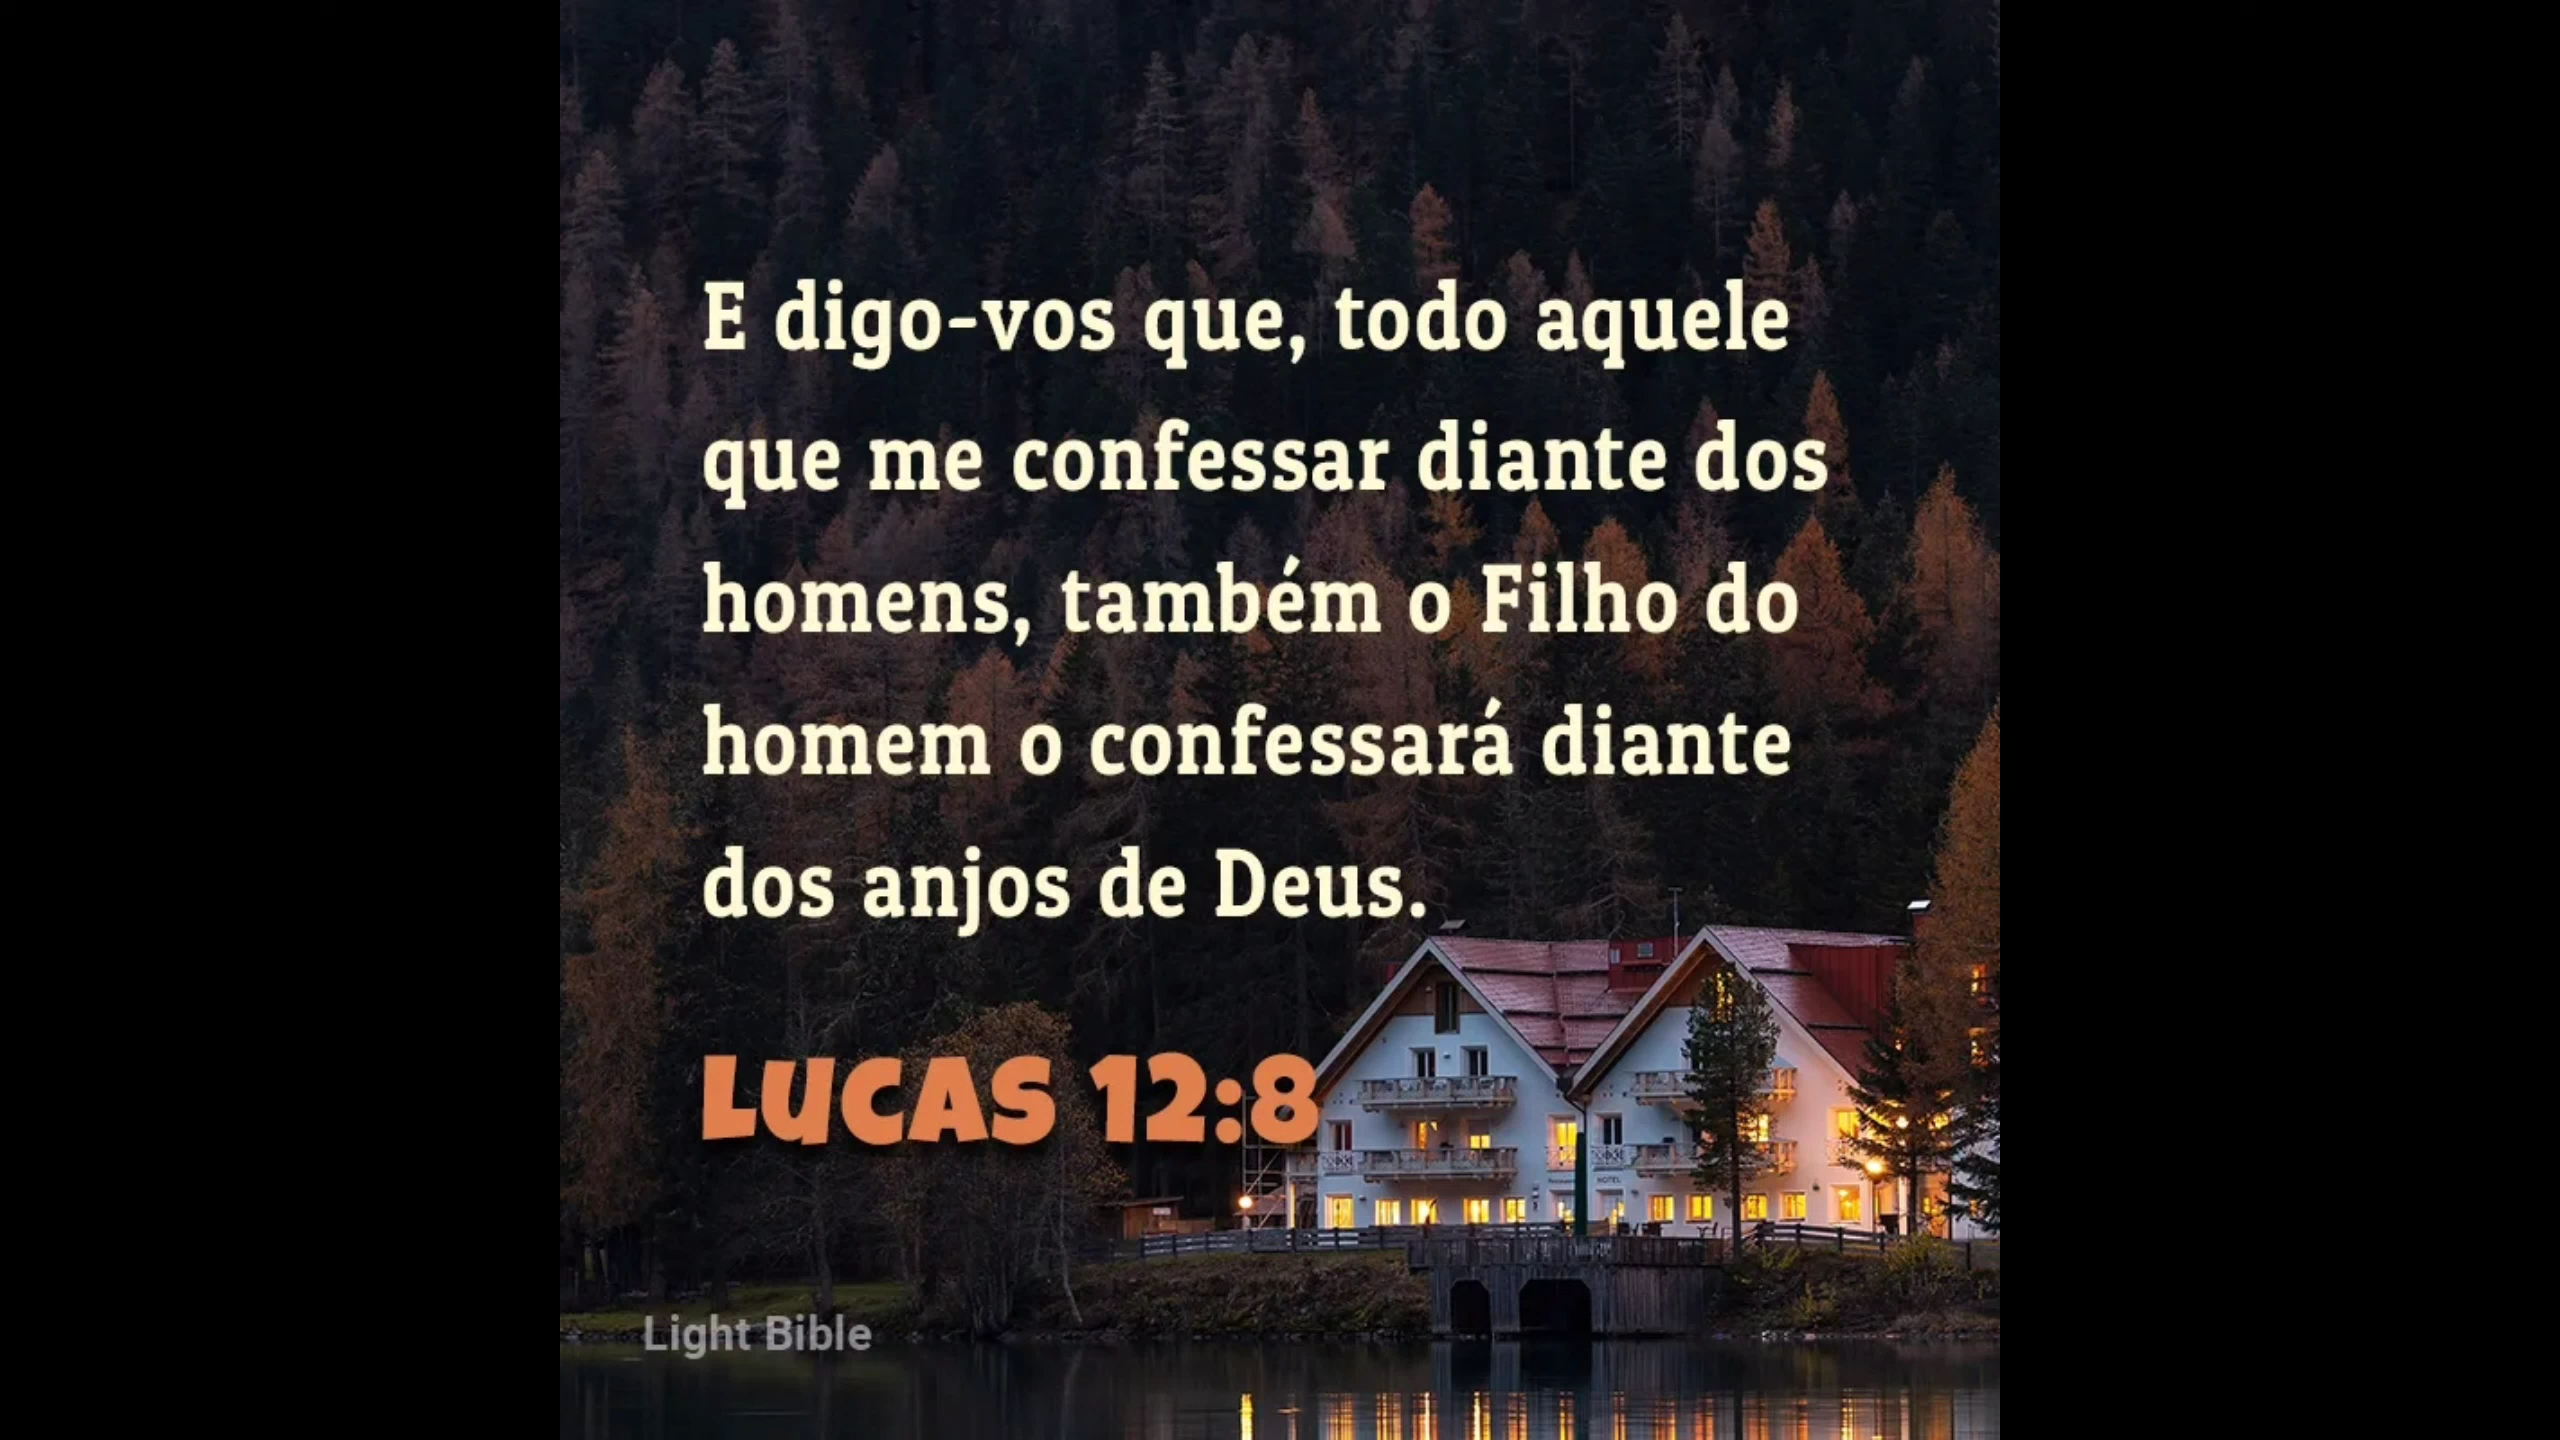 E digo-vos que, todo aquele
que me confessar diante dos
homens, também o Filho do
homem o confessará diante
dos anjos de Deus.
LUCAS 12:8
HOTEL
Light Bible